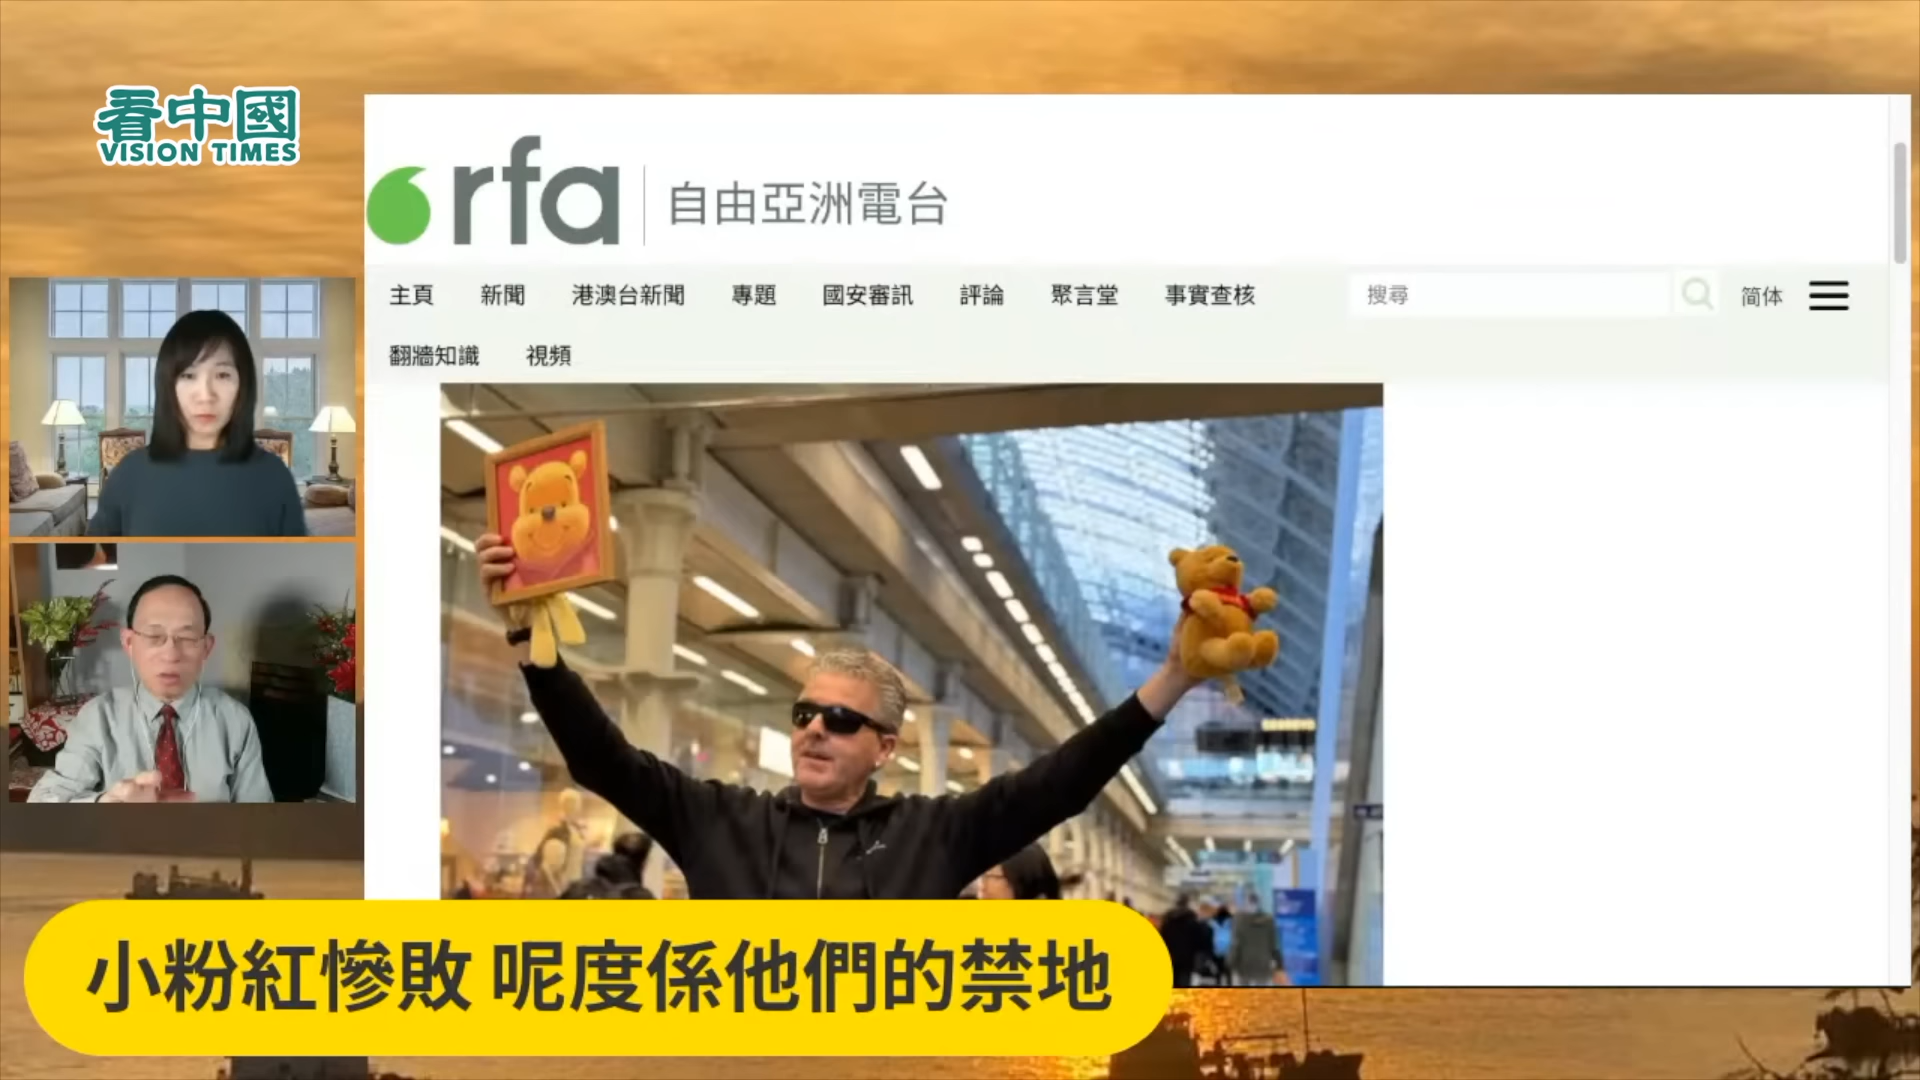 看中國
VISION TIMES
rfa 自由亞洲電台
主頁 新聞 港澳台新聞 專題 國安審訊 評論 聚言堂 事實查核 搜尋 简体
翻牆知識 視頻
小粉紅慘敗 呢度係他們的禁地